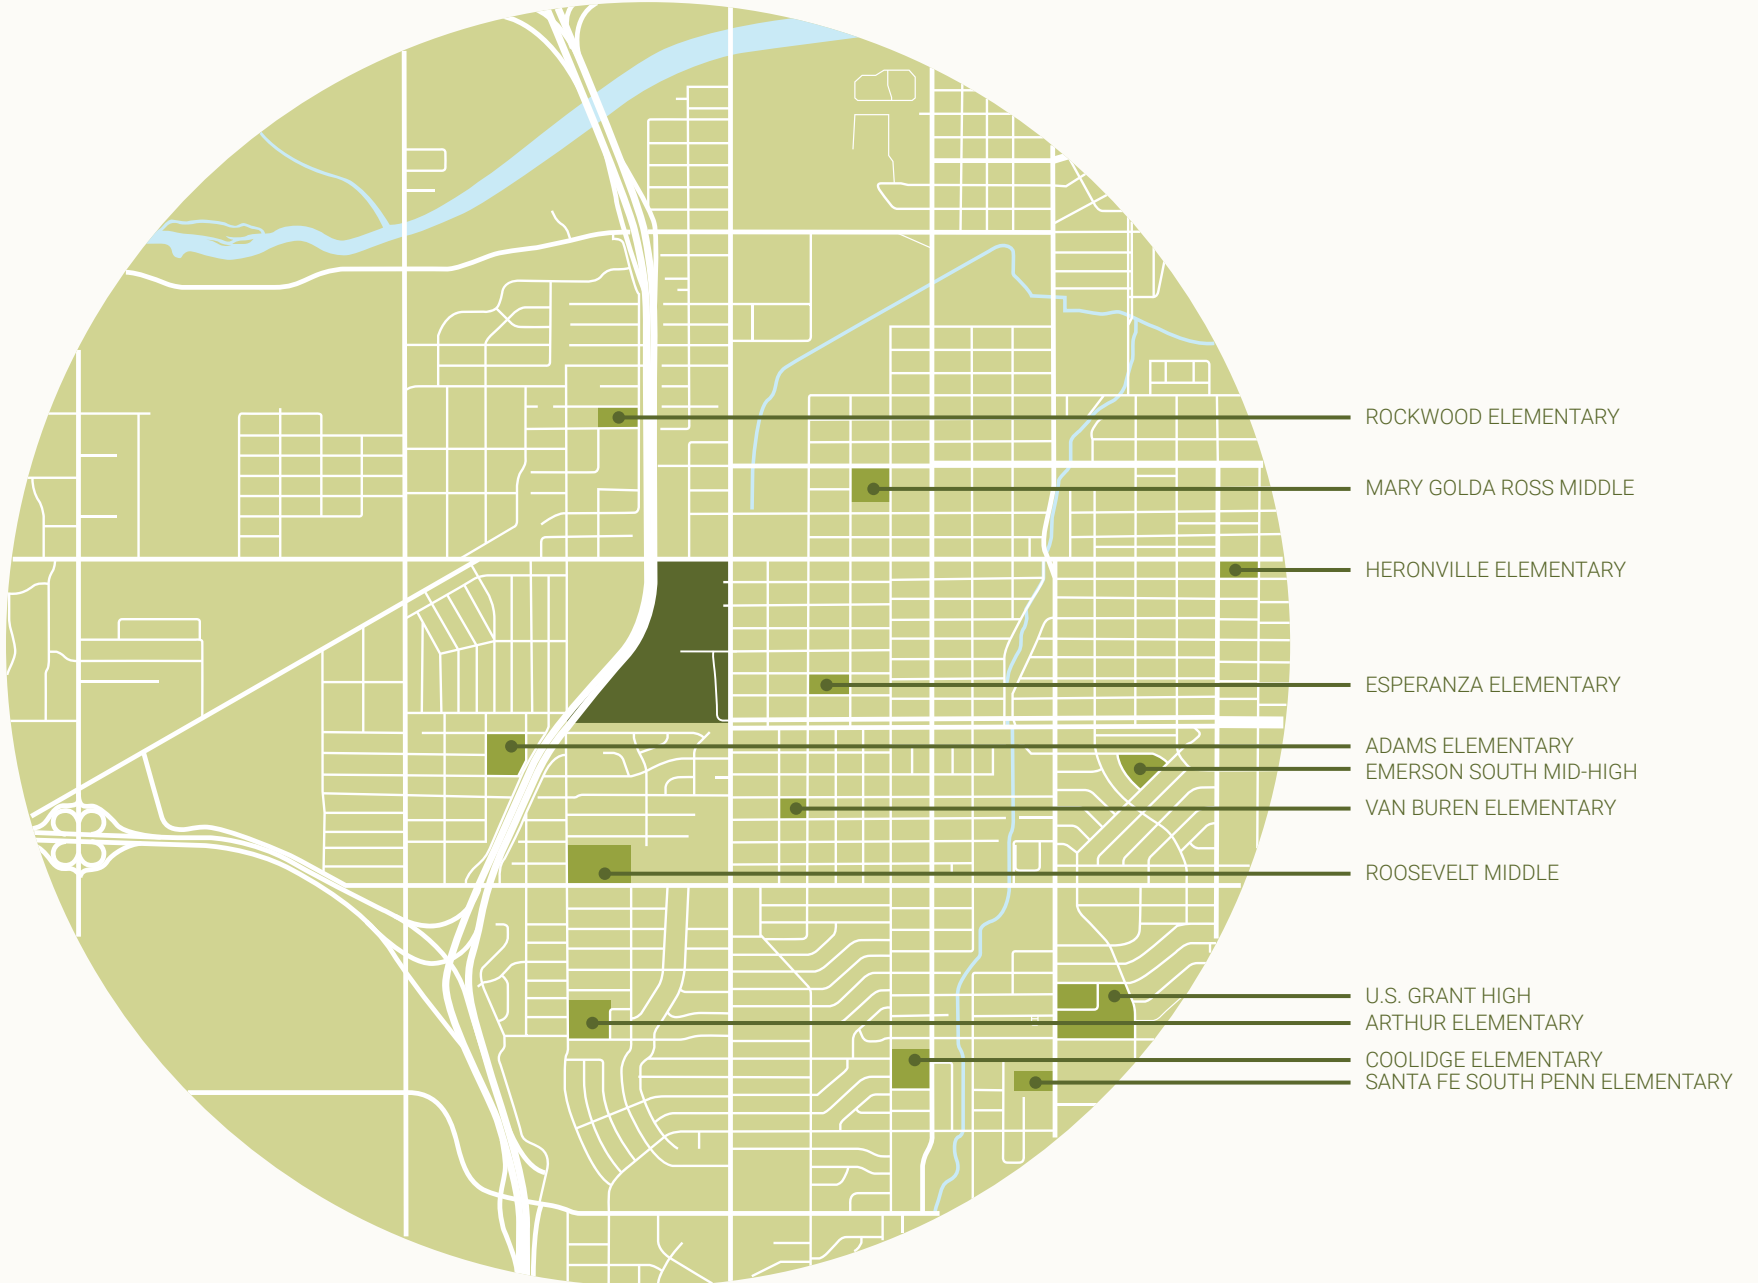 ROCKWOOD ELEMENTARY
MARY GOLDA ROSS MIDDLE
HERONVILLE ELEMENTARY
ESPERANZA ELEMENTARY
ADAMS ELEMENTARY
EMERSON SOUTH MID-HIGH
VAN BUREN ELEMENTARY
ROOSEVELT MIDDLE
U.S. GRANT HIGH
ARTHUR ELEMENTARY
COOLIDGE ELEMENTARY
SANTA FE SOUTH PENN ELEMENTARY